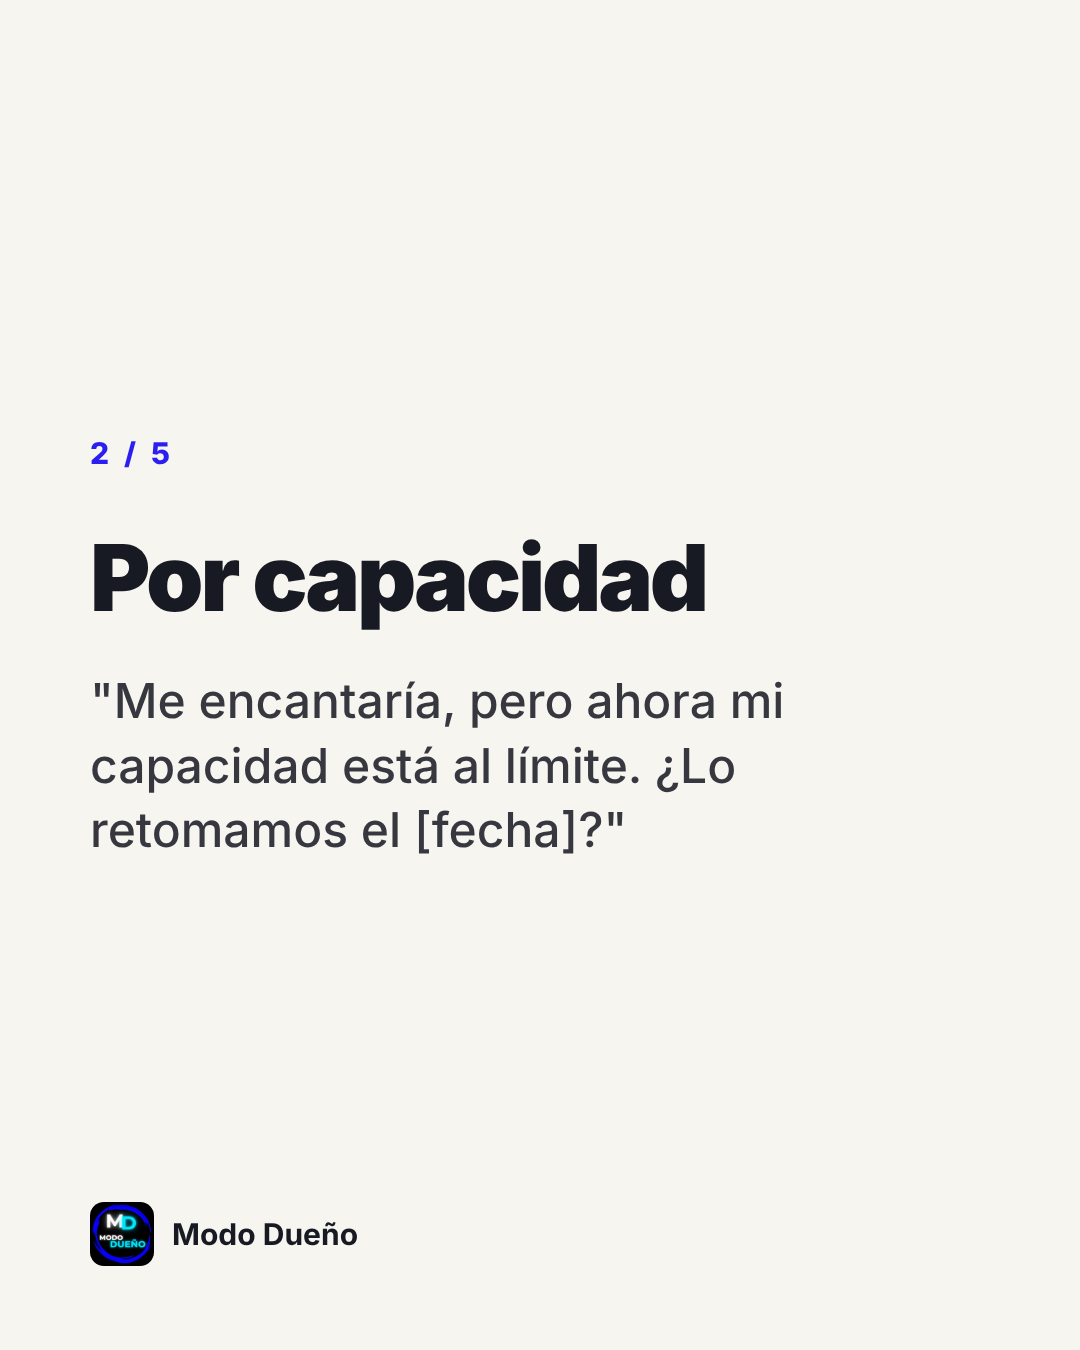 2 / 5
Por capacidad
"Me encantaría, pero ahora mi
capacidad está al límite. ¿Lo
retomamos el [fecha]?"
MD
MODO
DUEÑO
Modo Dueño